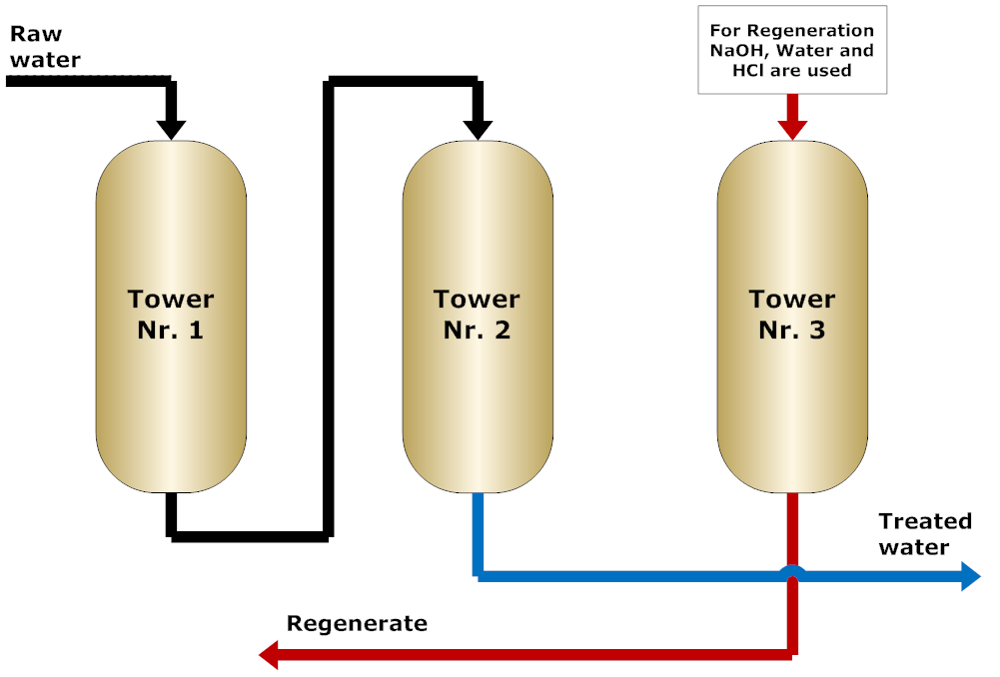 Raw
water
For Regeneration
NaOH, Water and
HCl are used
Tower
Nr. 1
Tower
Nr. 2
Tower
Nr. 3
Treated
water
Regenerate